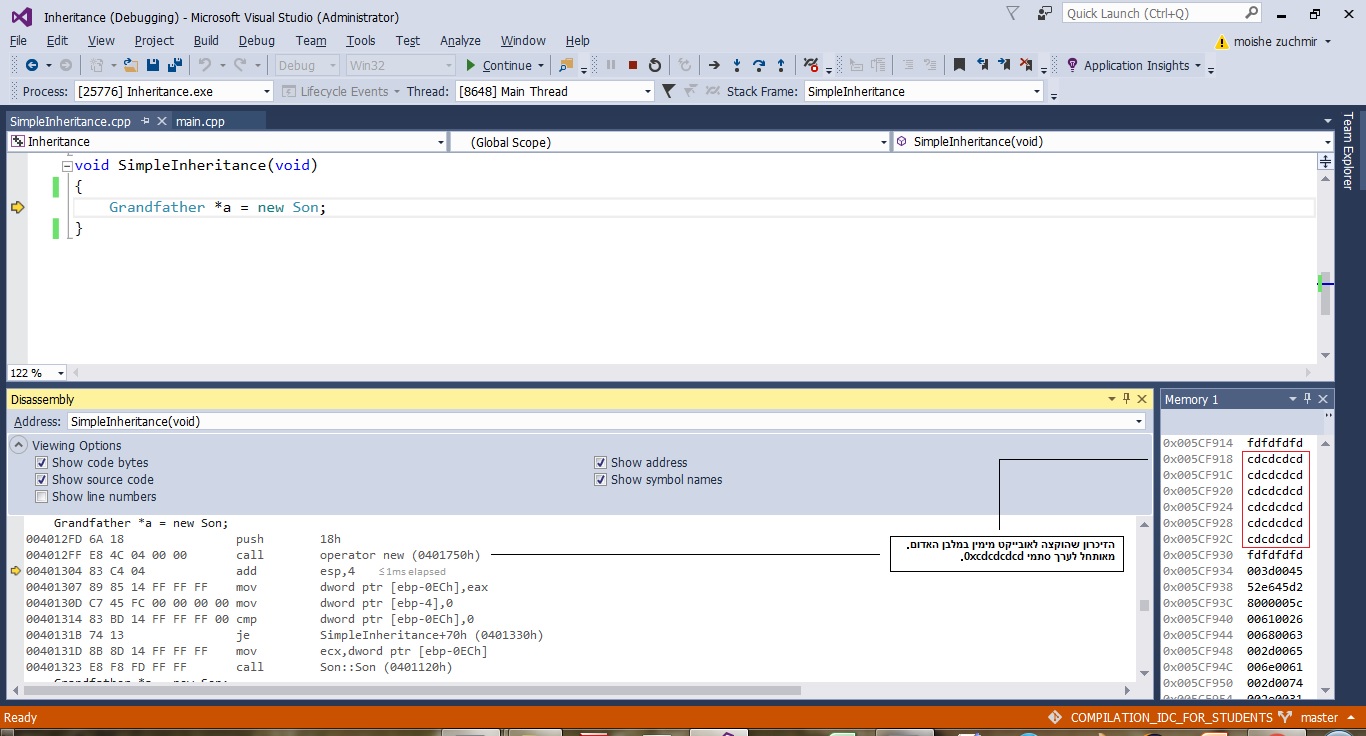 Inheritance (Debugging) - Microsoft Visual Studio (Administrator)
Quick Launch (Ctrl+Q)
File Edit View Project Build Debug Team Tools Test Analyze Window Help
moishe zuchmir
Debug Win32 Continue Application Insights
Process: [25776] Inheritance.exe Lifecycle Events Thread: [8648] Main Thread Stack Frame: SimpleInheritance
SimpleInheritance.cpp main.cpp
Team Explorer
Inheritance (Global Scope) SimpleInheritance(void)
void SimpleInheritance(void)
{
Grandfather *a = new Son;
}
122 %
Disassembly
Address: SimpleInheritance(void)
Viewing Options
Show code bytes Show address
Show source code Show symbol names
Show line numbers
Grandfather *a = new Son;
004012FD 6A 18 push 18h
004012FF E8 4C 04 00 00 call operator new (0401750h)
00401304 83 C4 04 add esp,4 ≤1ms elapsed
00401307 89 85 14 FF FF FF mov dword ptr [ebp-0ECh],eax
0040130D C7 45 FC 00 00 00 00 mov dword ptr [ebp-4],0
00401314 83 BD 14 FF FF FF 00 cmp dword ptr [ebp-0ECh],0
0040131B 74 13 je SimpleInheritance+70h (0401330h)
0040131D 8B 8D 14 FF FF FF mov ecx,dword ptr [ebp-0ECh]
00401323 E8 F8 FD FF FF call Son::Son (0401120h)
Grandfather *a = new Son;
הזיכרון שהוקצה לאובייקט מימין במלבן האדום.
מאותחל לערך סתמי 0xcdcdcdcd.
Memory 1
0x005CF914 fdfdfdfd
0x005CF918 cdcdcdcd
0x005CF91C cdcdcdcd
0x005CF920 cdcdcdcd
0x005CF924 cdcdcdcd
0x005CF928 cdcdcdcd
0x005CF92C cdcdcdcd
0x005CF930 fdfdfdfd
0x005CF934 003d0045
0x005CF938 52e645d2
0x005CF93C 8000005c
0x005CF940 00610026
0x005CF944 00680063
0x005CF948 002d0065
0x005CF94C 006e0061
0x005CF950 002d0074
0x005CF954 002e0031
Ready
COMPILATION_IDC_FOR_STUDENTS master